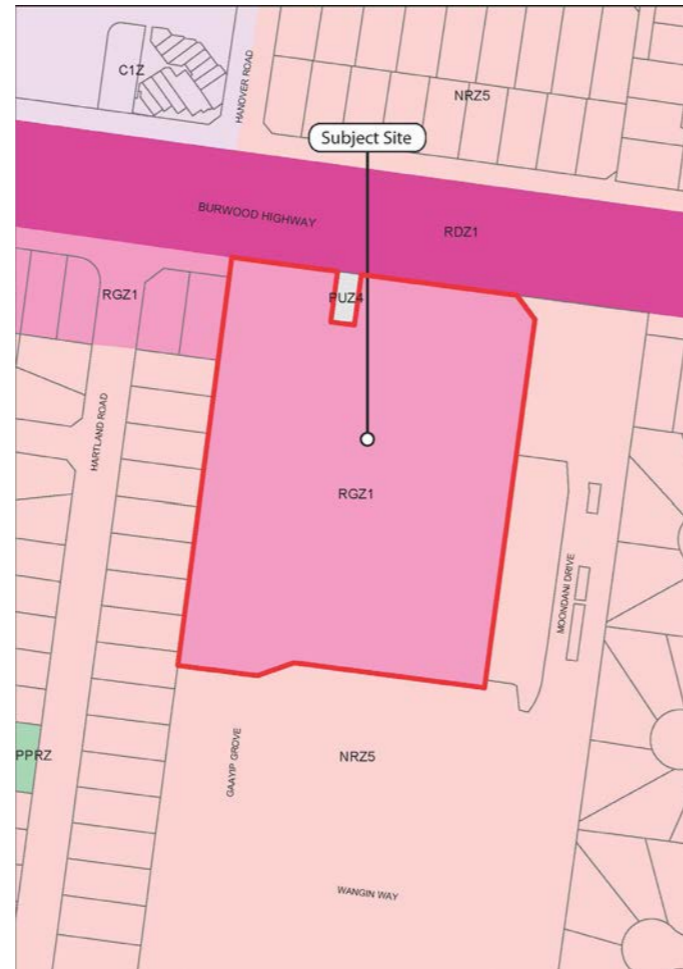 C1Z
HANOVER ROAD
NRZ5
Subject Site
BURWOOD HIGHWAY
RDZ1
RGZ1
PUZ4
HARTLAND ROAD
RGZ1
MOONDANI DRIVE
PPRZ
GAAYIP GROVE
NRZ5
WANGIN WAY